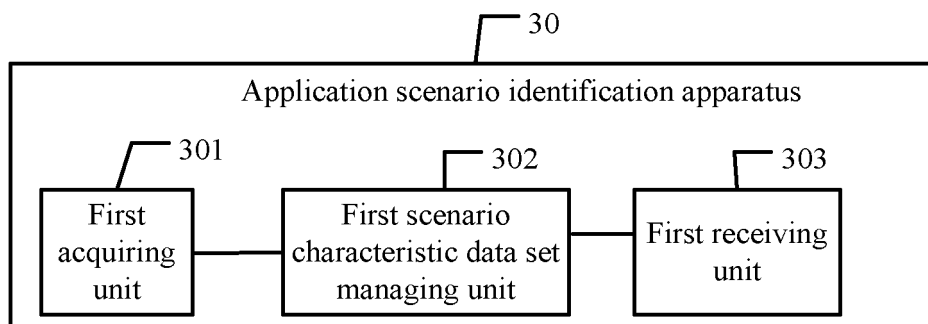 30
Application scenario identification apparatus
301
302
303
First
acquiring
unit
First scenario
characteristic data set
managing unit
First receiving
unit